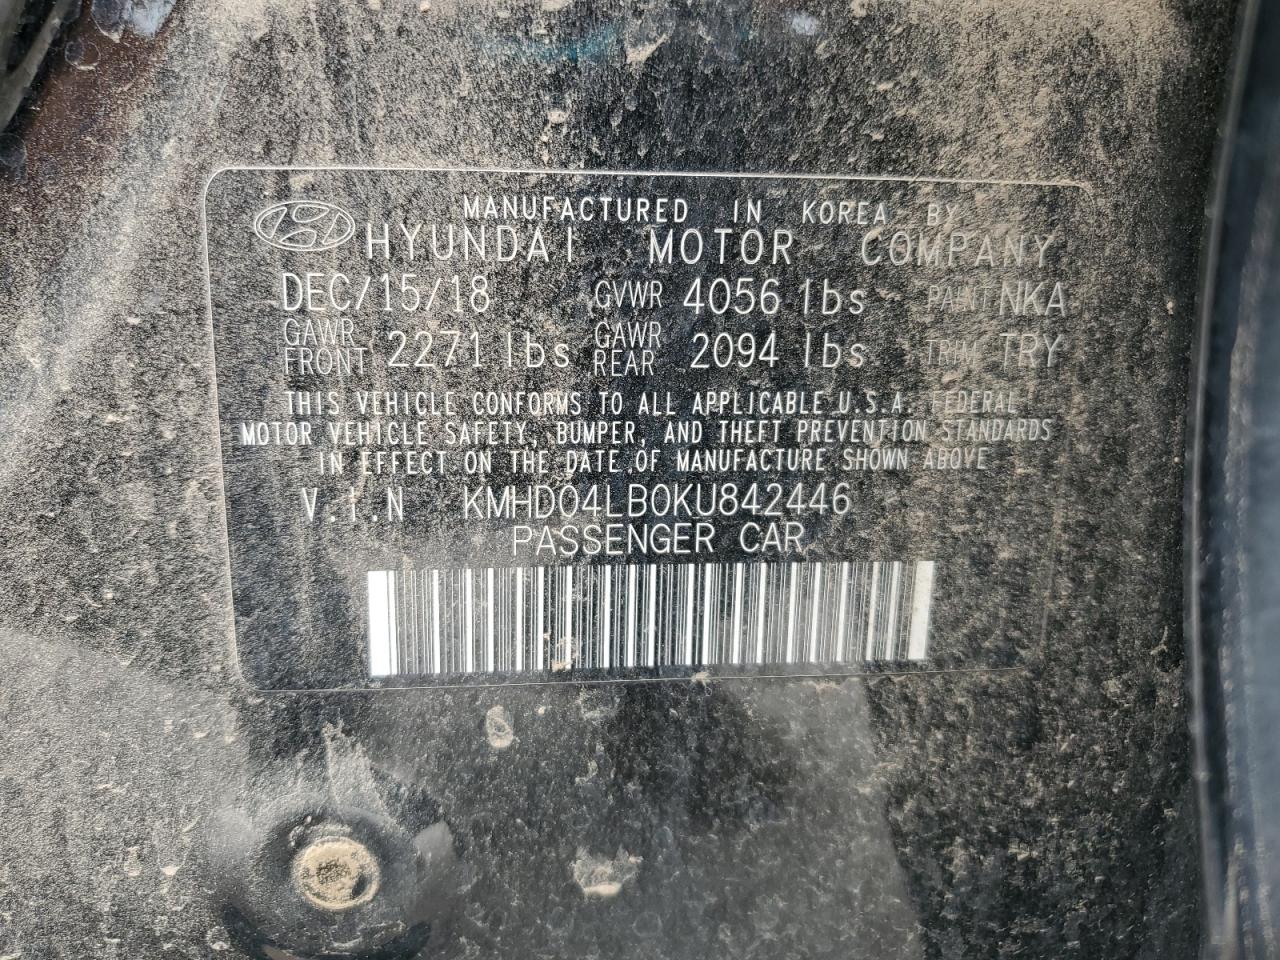 MANUFACTURED IN KOREA BY
HYUNDAI MOTOR COMPANY
DEC/15/18 GVWR 4056 lbs PAINT NKA
GAWR FRONT 2271 lbs GAWR REAR 2094 lbs TRIM TRY
THIS VEHICLE CONFORMS TO ALL APPLICABLE U.S.A. FEDERAL
MOTOR VEHICLE SAFETY, BUMPER, AND THEFT PREVENTION STANDARDS
IN EFFECT ON THE DATE OF MANUFACTURE SHOWN ABOVE
V.I.N KMHD04LB0KU842446
PASSENGER CAR